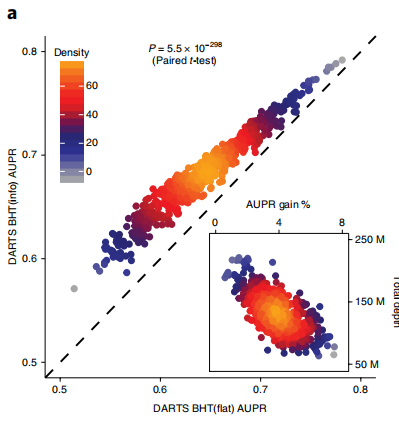 a
Density
60
40
20
0
P = 5.5 × 10⁻²⁹⁸
(Paired t-test)
DARTS BHT(info) AUPR
0.8
0.7
0.6
0.5
0.5 0.6 0.7 0.8
DARTS BHT(flat) AUPR
AUPR gain %
0 4 8
250 M
150 M
50 M
Total depth